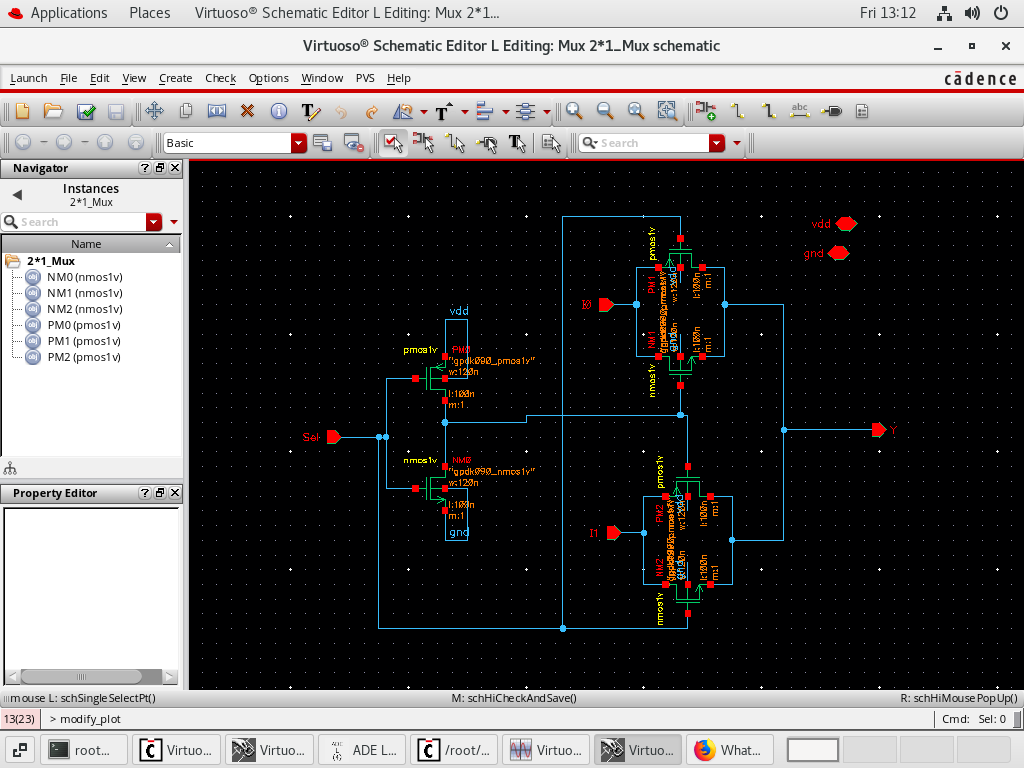 Applications Places Virtuoso® Schematic Editor L Editing: Mux 2*1... Fri 13:12
Virtuoso® Schematic Editor L Editing: Mux 2*1_Mux schematic
Launch File Edit View Create Check Options Window PVS Help cādence
abc
Basic Search
Navigator
Instances
2*1_Mux
Search
Name
2*1_Mux
NM0 (nmos1v)
NM1 (nmos1v)
NM2 (nmos1v)
PM0 (pmos1v)
PM1 (pmos1v)
PM2 (pmos1v)
Property Editor
vdd
gnd
pmos1v
PM1
I0
l:100n
m:1
NM1
l:100n
m:1
nmos1v
vdd
pmos1v
"gpdk090_pmos1v"
w:120n
l:100n
m:1
Sel
Y
nmos1v NM0
"gpdk090_nmos1v"
w:120n
l:100n
m:1
gnd
pmos1v
PM2
l:100n
m:1
I1
NM2
l:100n
m:1
nmos1v
mouse L: schSingleSelectPt() M: schHiCheckAndSave() R: schHiMousePopUp()
13(23) > modify_plot Cmd: Sel: 0
root... Virtuo... Virtuo... ADE L... /root/... Virtuo... Virtuo... What...